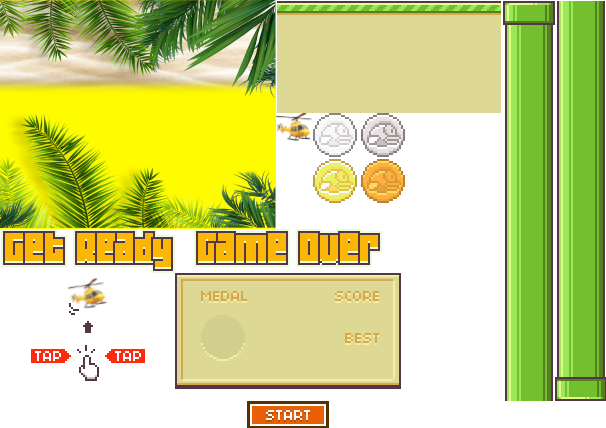 Get Ready
Game Over
MEDAL
SCORE
BEST
TAP
TAP
START